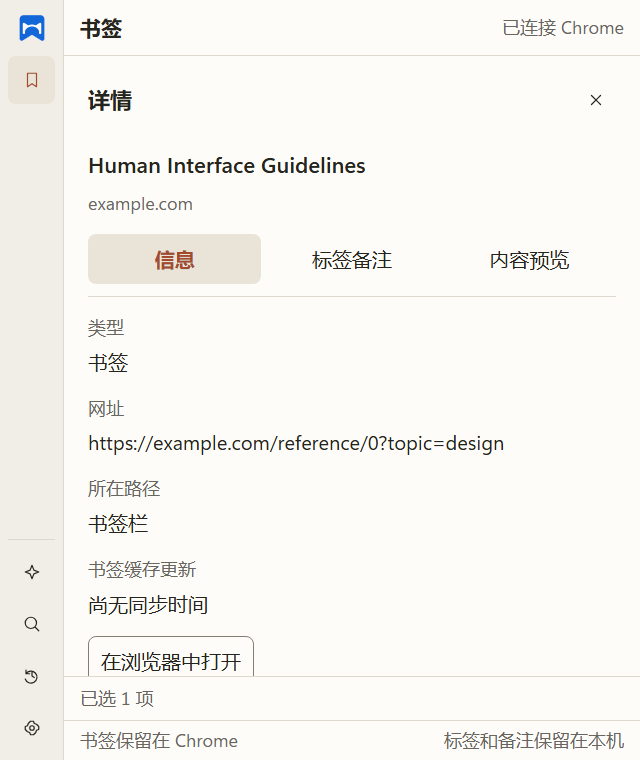 书签
已连接 Chrome
详情
Human Interface Guidelines
example.com
信息
标签备注
内容预览
类型
书签
网址
https://example.com/reference/0?topic=design
所在路径
书签栏
书签缓存更新
尚无同步时间
在浏览器中打开
已选 1 项
书签保留在 Chrome
标签和备注保留在本机